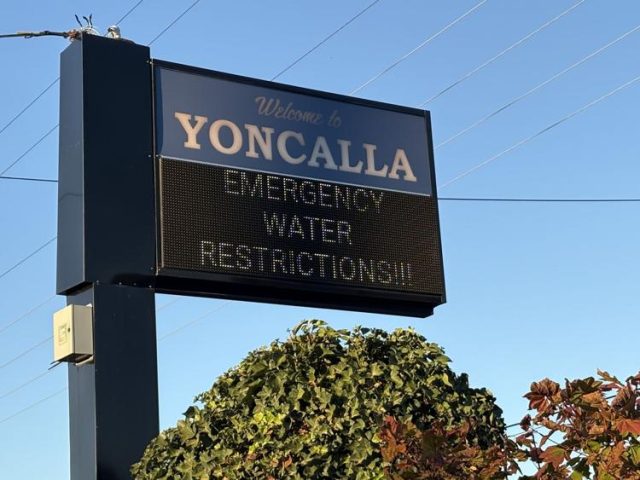 Welcome to
YONCALLA
EMERGENCY
WATER
RESTRICTIONS!!!